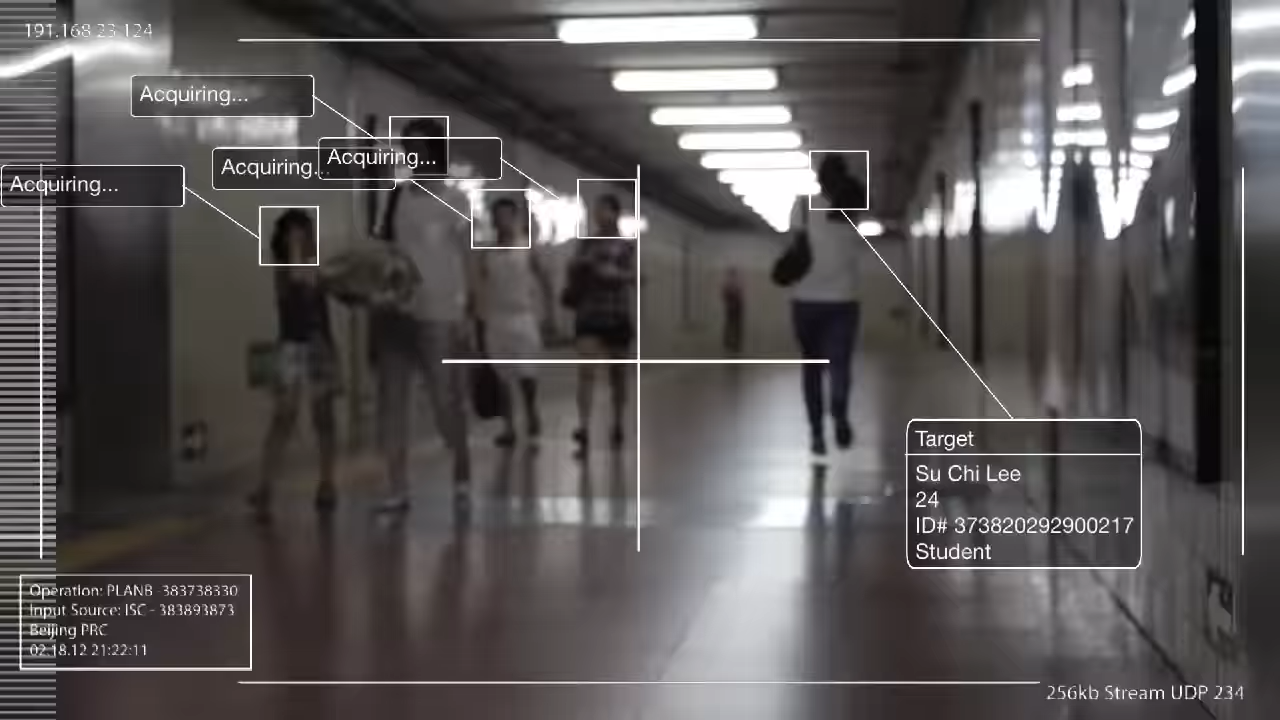 191.168.23.124
Acquiring...
Acquiring...
Acquiring...
Acquiring...
Target
Su Chi Lee
24
ID# 373820292900217
Student
Operation: PLANB -383738330
Input Source: ISC - 383893873
Beijing PRC
02.18.12 21:22:11
256kb Stream UDP 234